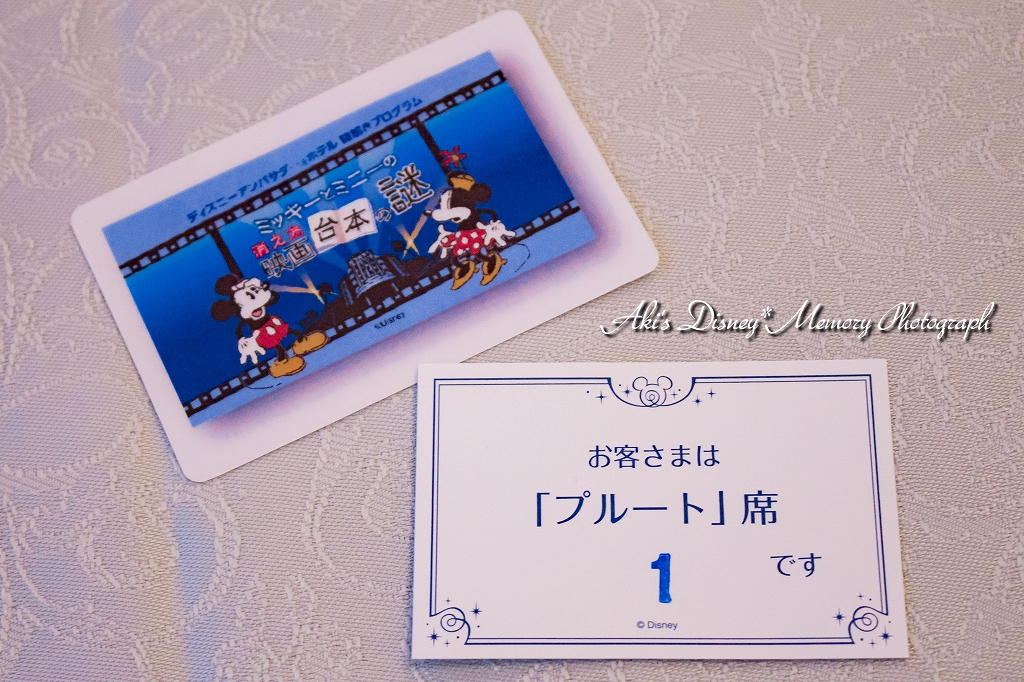 ディズニーアンバサダーホテル 謎解きプログラム
ミッキーとミニーの
消えた
映画台本の謎
©Disney
Aki's Disney*Memory Photograph
お客さまは
「プルート」席
1
です
© Disney